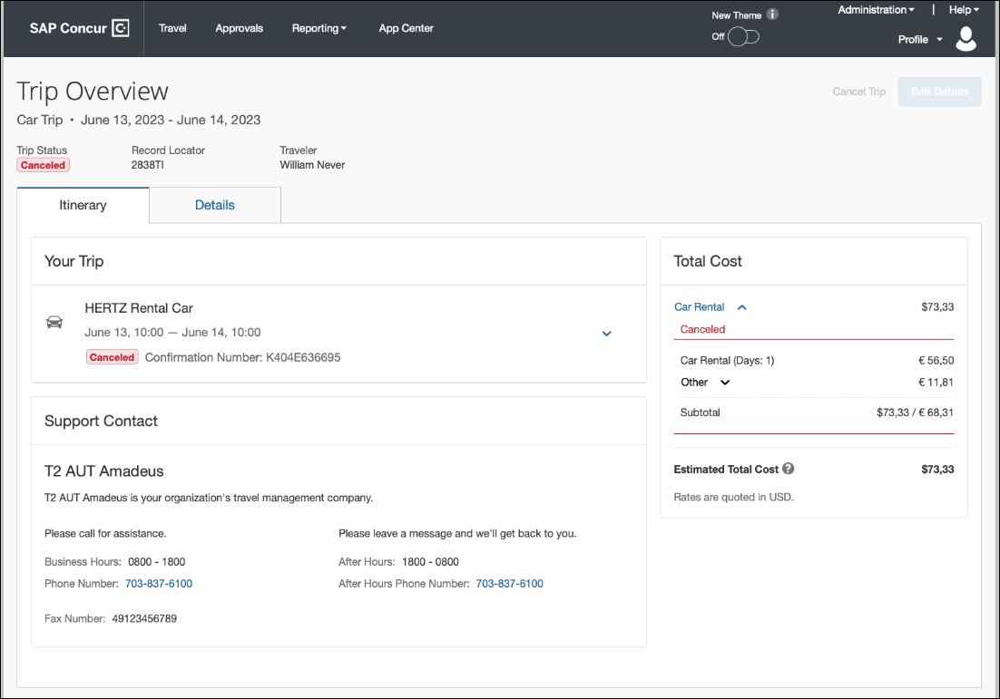 SAP Concur C
Travel
Approvals
Reporting
App Center
New Theme i
Off
Administration
|
Help
Profile
Trip Overview
Cancel Trip
Edit Details
Car Trip • June 13, 2023 - June 14, 2023
Trip Status
Record Locator
Traveler
Canceled
2838TI
William Never
Itinerary
Details
Your Trip
HERTZ Rental Car
June 13, 10:00 — June 14, 10:00
Canceled Confirmation Number: K404E636695
Support Contact
T2 AUT Amadeus
T2 AUT Amadeus is your organization's travel management company.
Please call for assistance.
Please leave a message and we'll get back to you.
Business Hours: 0800 - 1800
After Hours: 1800 - 0800
Phone Number: 703-837-6100
After Hours Phone Number: 703-837-6100
Fax Number: 49123456789
Total Cost
Car Rental $73,33
Canceled
Car Rental (Days: 1) € 56,50
Other € 11,81
Subtotal $73,33 / € 68,31
Estimated Total Cost ? $73,33
Rates are quoted in USD.